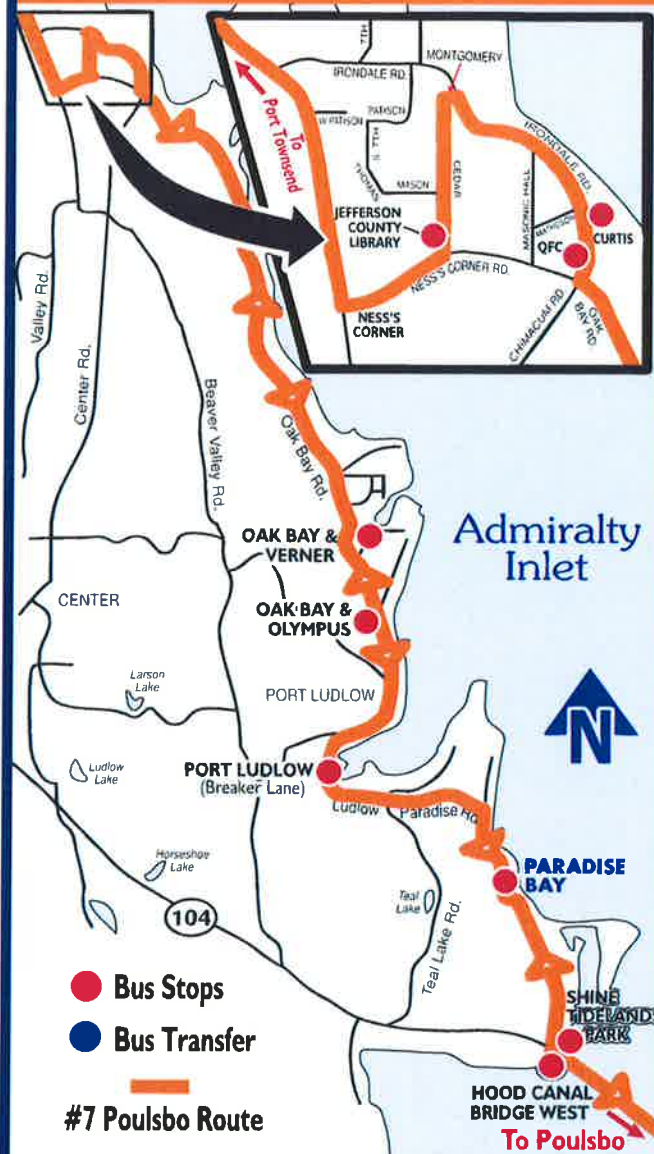 7TH
MONTGOMERY
IRONDALE RD.
PATISON
W PATISON
To
Port Townsend
S 7TH
THOMAS
MASON
CEDAR
MASONIC HALL
IRONDALE RD.
MATHESON
JEFFERSON
COUNTY
LIBRARY
QFC
CURTIS
NESS'S CORNER RD.
NESS'S
CORNER
CHIMACUM RD.
OAK
BAY RD.
Valley Rd.
Center Rd.
Beaver Valley Rd.
Oak Bay Rd.
OAK BAY &
VERNER
Admiralty
Inlet
CENTER
OAK BAY &
OLYMPUS
Larson
Lake
PORT LUDLOW
N
Ludlow
Lake
PORT LUDLOW
(Breaker Lane)
Ludlow
Paradise Rd.
Horseshoe
Lake
PARADISE
BAY
Teal
Lake
Teal Lake Rd.
104
Bus Stops
SHINE
TIDELANDS
PARK
Bus Transfer
HOOD CANAL
BRIDGE WEST
#7 Poulsbo Route
To Poulsbo